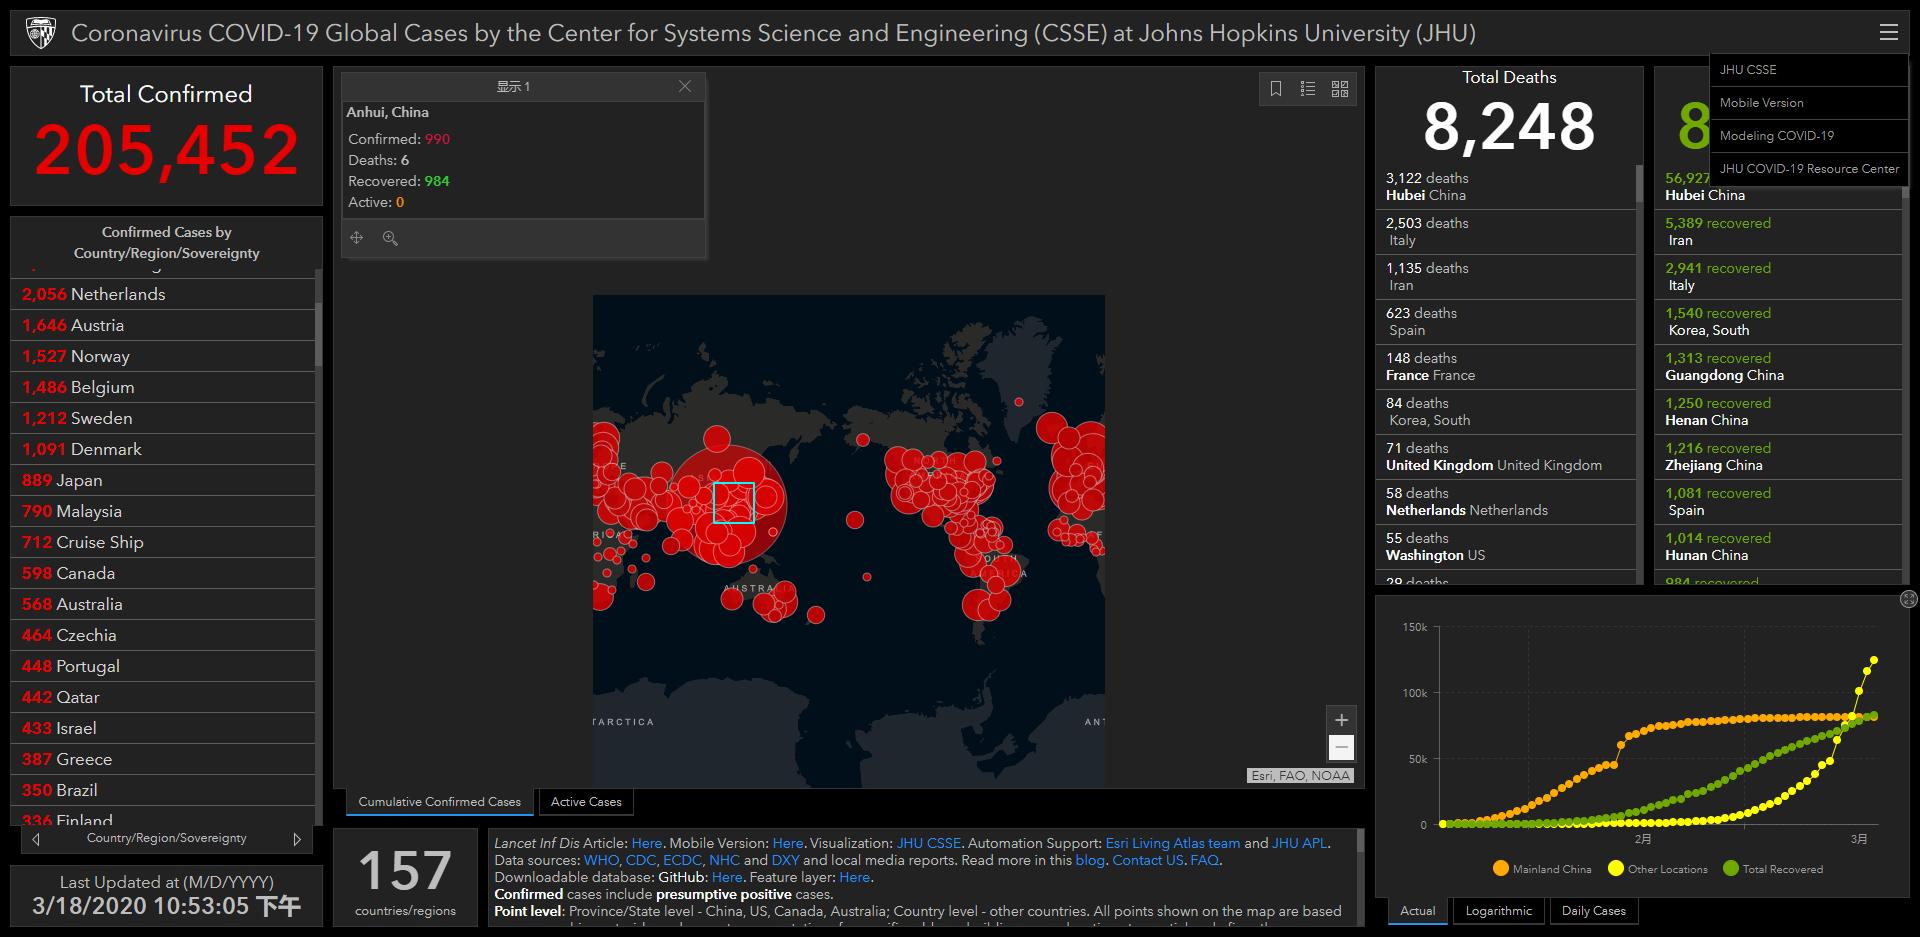 Coronavirus COVID-19 Global Cases by the Center for Systems Science and Engineering (CSSE) at Johns Hopkins University (JHU)
JHU CSSE
Mobile Version
Modeling COVID-19
JHU COVID-19 Resource Center
Total Confirmed
205,452
Confirmed Cases by
Country/Region/Sovereignty
2,056 Netherlands
1,646 Austria
1,527 Norway
1,486 Belgium
1,212 Sweden
1,091 Denmark
889 Japan
790 Malaysia
712 Cruise Ship
598 Canada
568 Australia
464 Czechia
448 Portugal
442 Qatar
433 Israel
387 Greece
350 Brazil
336 Finland
Country/Region/Sovereignty
Last Updated at (M/D/YYYY)
3/18/2020 10:53:05 下午
显示 1
Anhui, China
Confirmed: 990
Deaths: 6
Recovered: 984
Active: 0
AUSTRALIA
SOUTH
AMERICA
TARCTICA
ANT
Esri, FAO, NOAA
Cumulative Confirmed Cases
Active Cases
157
countries/regions
Lancet Inf Dis Article: Here. Mobile Version: Here. Visualization: JHU CSSE. Automation Support: Esri Living Atlas team and JHU APL.
Data sources: WHO, CDC, ECDC, NHC and DXY and local media reports. Read more in this blog. Contact US. FAQ.
Downloadable database: GitHub: Here. Feature layer: Here.
Confirmed cases include presumptive positive cases.
Point level: Province/State level - China, US, Canada, Australia; Country level - other countries. All points shown on the map are based
Total Deaths
8,248
3,122 deaths
Hubei China
2,503 deaths
Italy
1,135 deaths
Iran
623 deaths
Spain
148 deaths
France France
84 deaths
Korea, South
71 deaths
United Kingdom United Kingdom
58 deaths
Netherlands Netherlands
55 deaths
Washington US
29 deaths
8
56,927
Hubei China
5,389 recovered
Iran
2,941 recovered
Italy
1,540 recovered
Korea, South
1,313 recovered
Guangdong China
1,250 recovered
Henan China
1,216 recovered
Zhejiang China
1,081 recovered
Spain
1,014 recovered
Hunan China
984 recovered
150k
100k
50k
0
2月
3月
Mainland China
Other Locations
Total Recovered
Actual
Logarithmic
Daily Cases